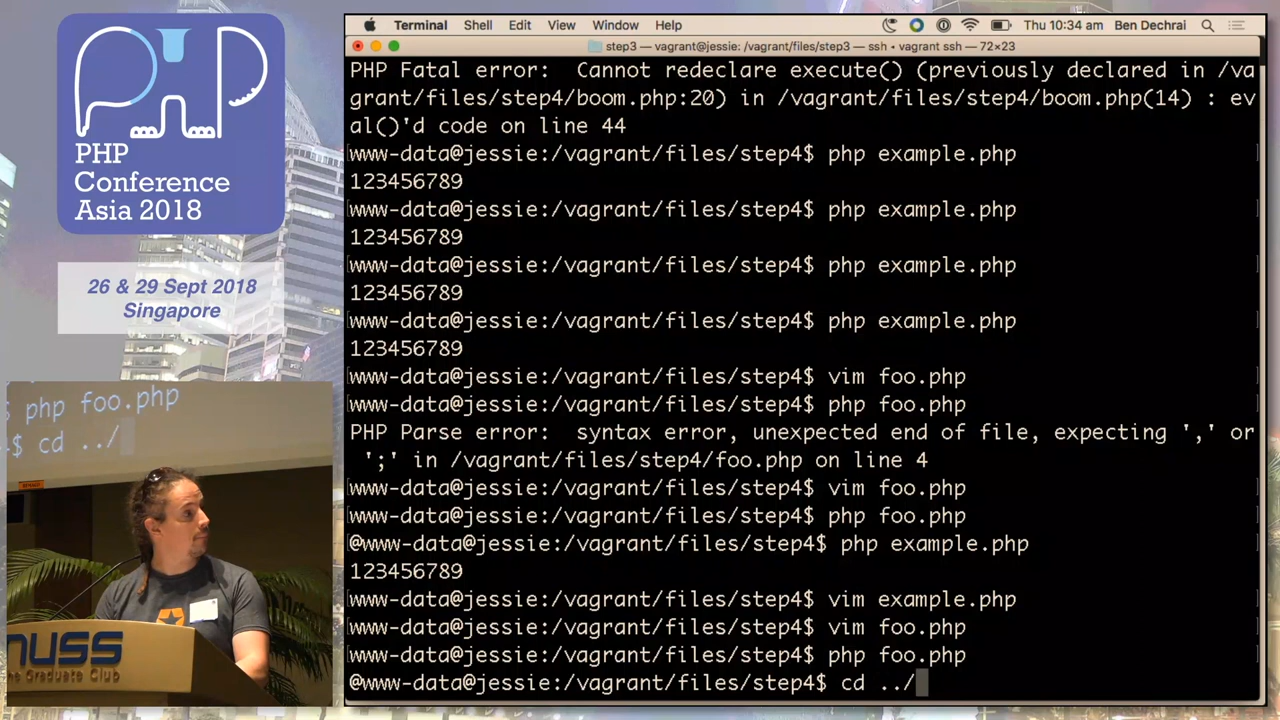 PHP
Conference
Asia 2018
26 & 29 Sept 2018
Singapore
$ php foo.php
$ cd ../
nuss
The Graduate Club
Terminal Shell Edit View Window Help Thu 10:34 am Ben Dechrai
step3 — vagrant@jessie: /vagrant/files/step3 — ssh • vagrant ssh — 72×23
PHP Fatal error:  Cannot redeclare execute() (previously declared in /va
grant/files/step4/boom.php:20) in /vagrant/files/step4/boom.php(14) : ev
al()'d code on line 44
www-data@jessie:/vagrant/files/step4$ php example.php
123456789
www-data@jessie:/vagrant/files/step4$ php example.php
123456789
www-data@jessie:/vagrant/files/step4$ php example.php
123456789
www-data@jessie:/vagrant/files/step4$ php example.php
123456789
www-data@jessie:/vagrant/files/step4$ vim foo.php
www-data@jessie:/vagrant/files/step4$ php foo.php
PHP Parse error:  syntax error, unexpected end of file, expecting ',' or
 ';' in /vagrant/files/step4/foo.php on line 4
www-data@jessie:/vagrant/files/step4$ vim foo.php
www-data@jessie:/vagrant/files/step4$ php foo.php
@www-data@jessie:/vagrant/files/step4$ php example.php
123456789
www-data@jessie:/vagrant/files/step4$ vim example.php
www-data@jessie:/vagrant/files/step4$ vim foo.php
www-data@jessie:/vagrant/files/step4$ php foo.php
@www-data@jessie:/vagrant/files/step4$ cd ../